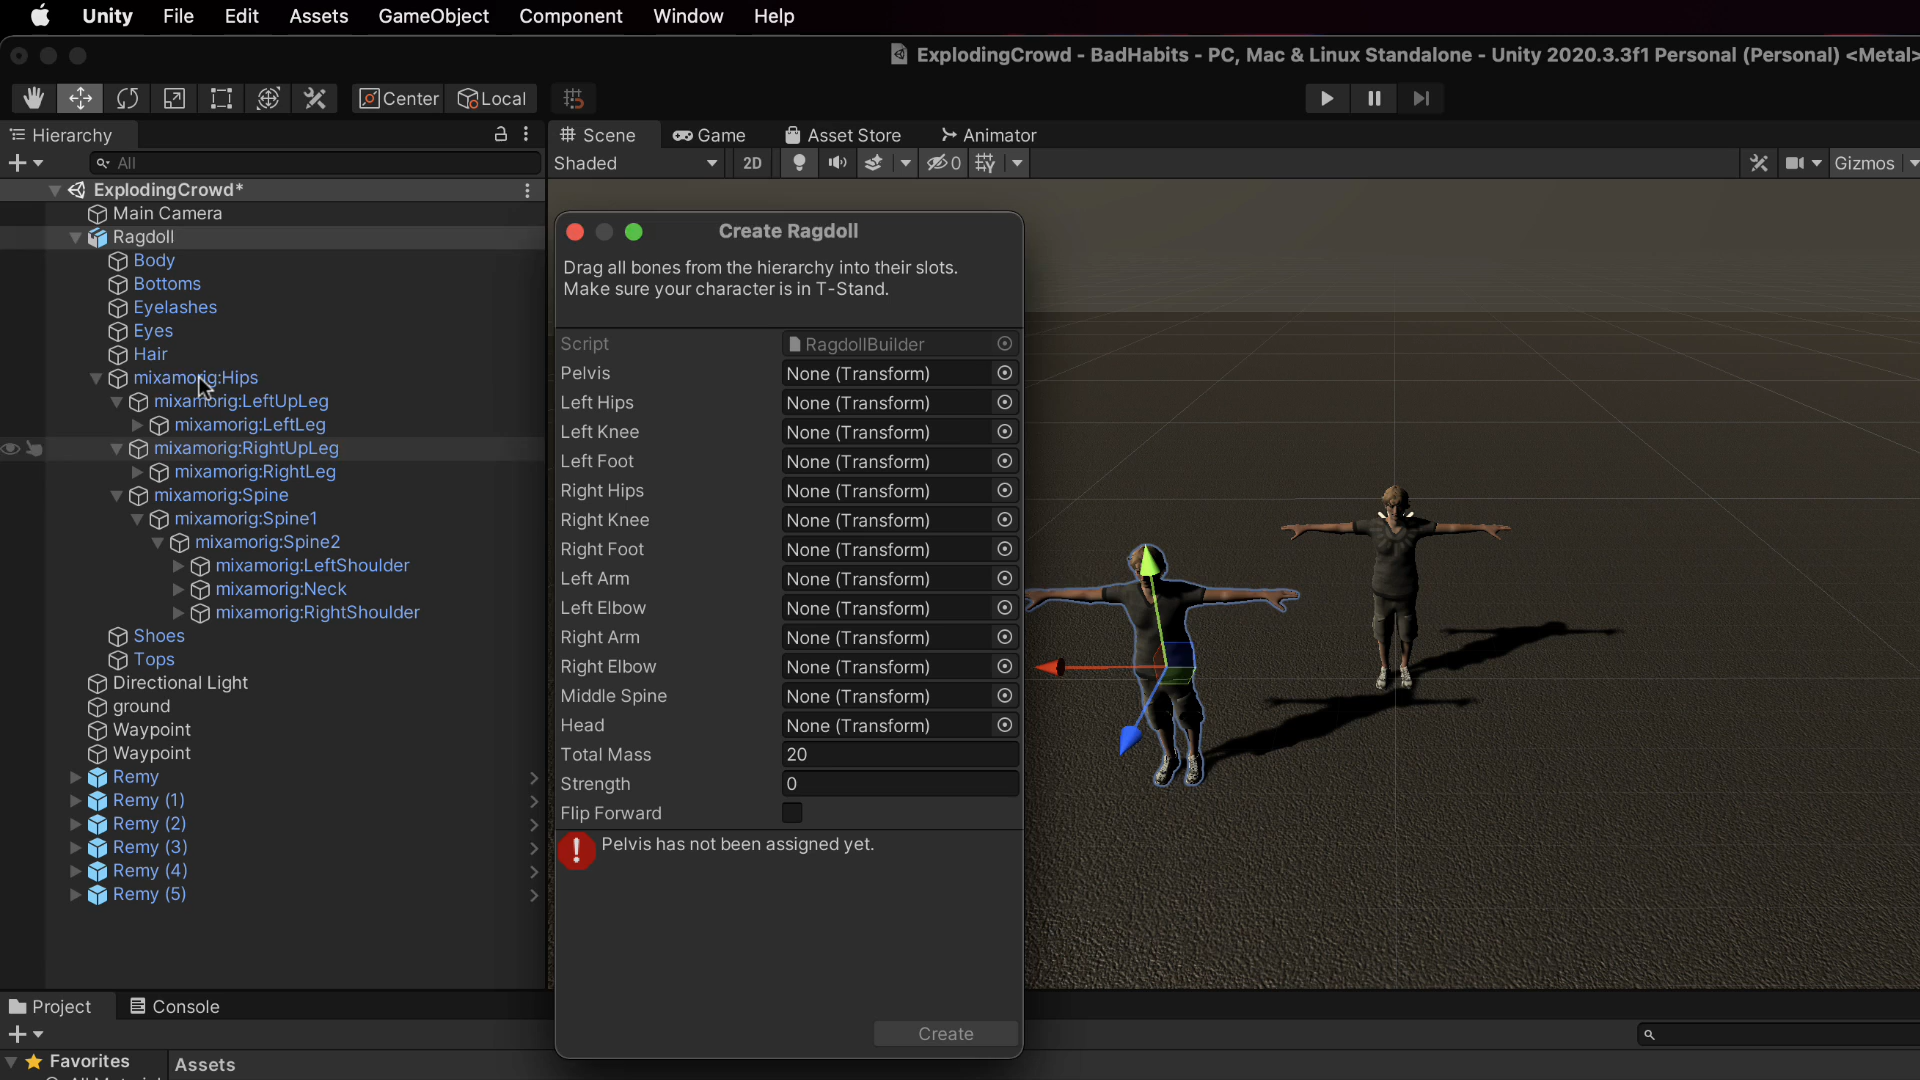 Unity File Edit Assets GameObject Component Window Help
ExplodingCrowd - BadHabits - PC, Mac & Linux Standalone - Unity 2020.3.3f1 Personal (Personal) <Metal>
Center Local
Hierarchy
All
ExplodingCrowd*
Main Camera
Ragdoll
Body
Bottoms
Eyelashes
Eyes
Hair
mixamorig:Hips
mixamorig:LeftUpLeg
mixamorig:LeftLeg
mixamorig:RightUpLeg
mixamorig:RightLeg
mixamorig:Spine
mixamorig:Spine1
mixamorig:Spine2
mixamorig:LeftShoulder
mixamorig:Neck
mixamorig:RightShoulder
Shoes
Tops
Directional Light
ground
Waypoint
Waypoint
Remy
Remy (1)
Remy (2)
Remy (3)
Remy (4)
Remy (5)
Scene Game Asset Store Animator
Shaded 2D 0 Gizmos
Create Ragdoll
Drag all bones from the hierarchy into their slots.
Make sure your character is in T-Stand.
Script RagdollBuilder
Pelvis None (Transform)
Left Hips None (Transform)
Left Knee None (Transform)
Left Foot None (Transform)
Right Hips None (Transform)
Right Knee None (Transform)
Right Foot None (Transform)
Left Arm None (Transform)
Left Elbow None (Transform)
Right Arm None (Transform)
Right Elbow None (Transform)
Middle Spine None (Transform)
Head None (Transform)
Total Mass 20
Strength 0
Flip Forward
Pelvis has not been assigned yet.
Create
Project Console
Favorites Assets